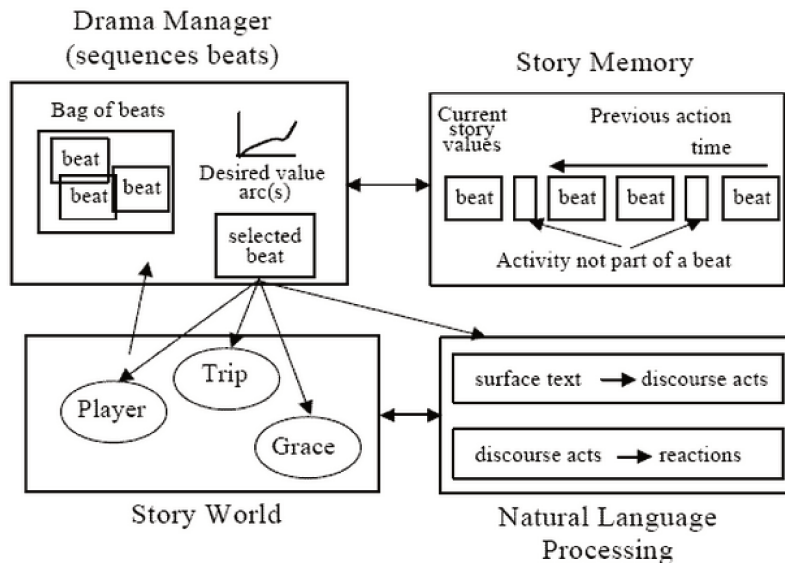 Drama Manager
(sequences beats)
Bag of beats
beat
beat
beat
Desired value
arc(s)
selected
beat
Story Memory
Current
story
values
Previous action
time
beat
beat
beat
beat
Activity not part of a beat
Player
Trip
Grace
Story World
surface text
discourse acts
discourse acts
reactions
Natural Language
Processing